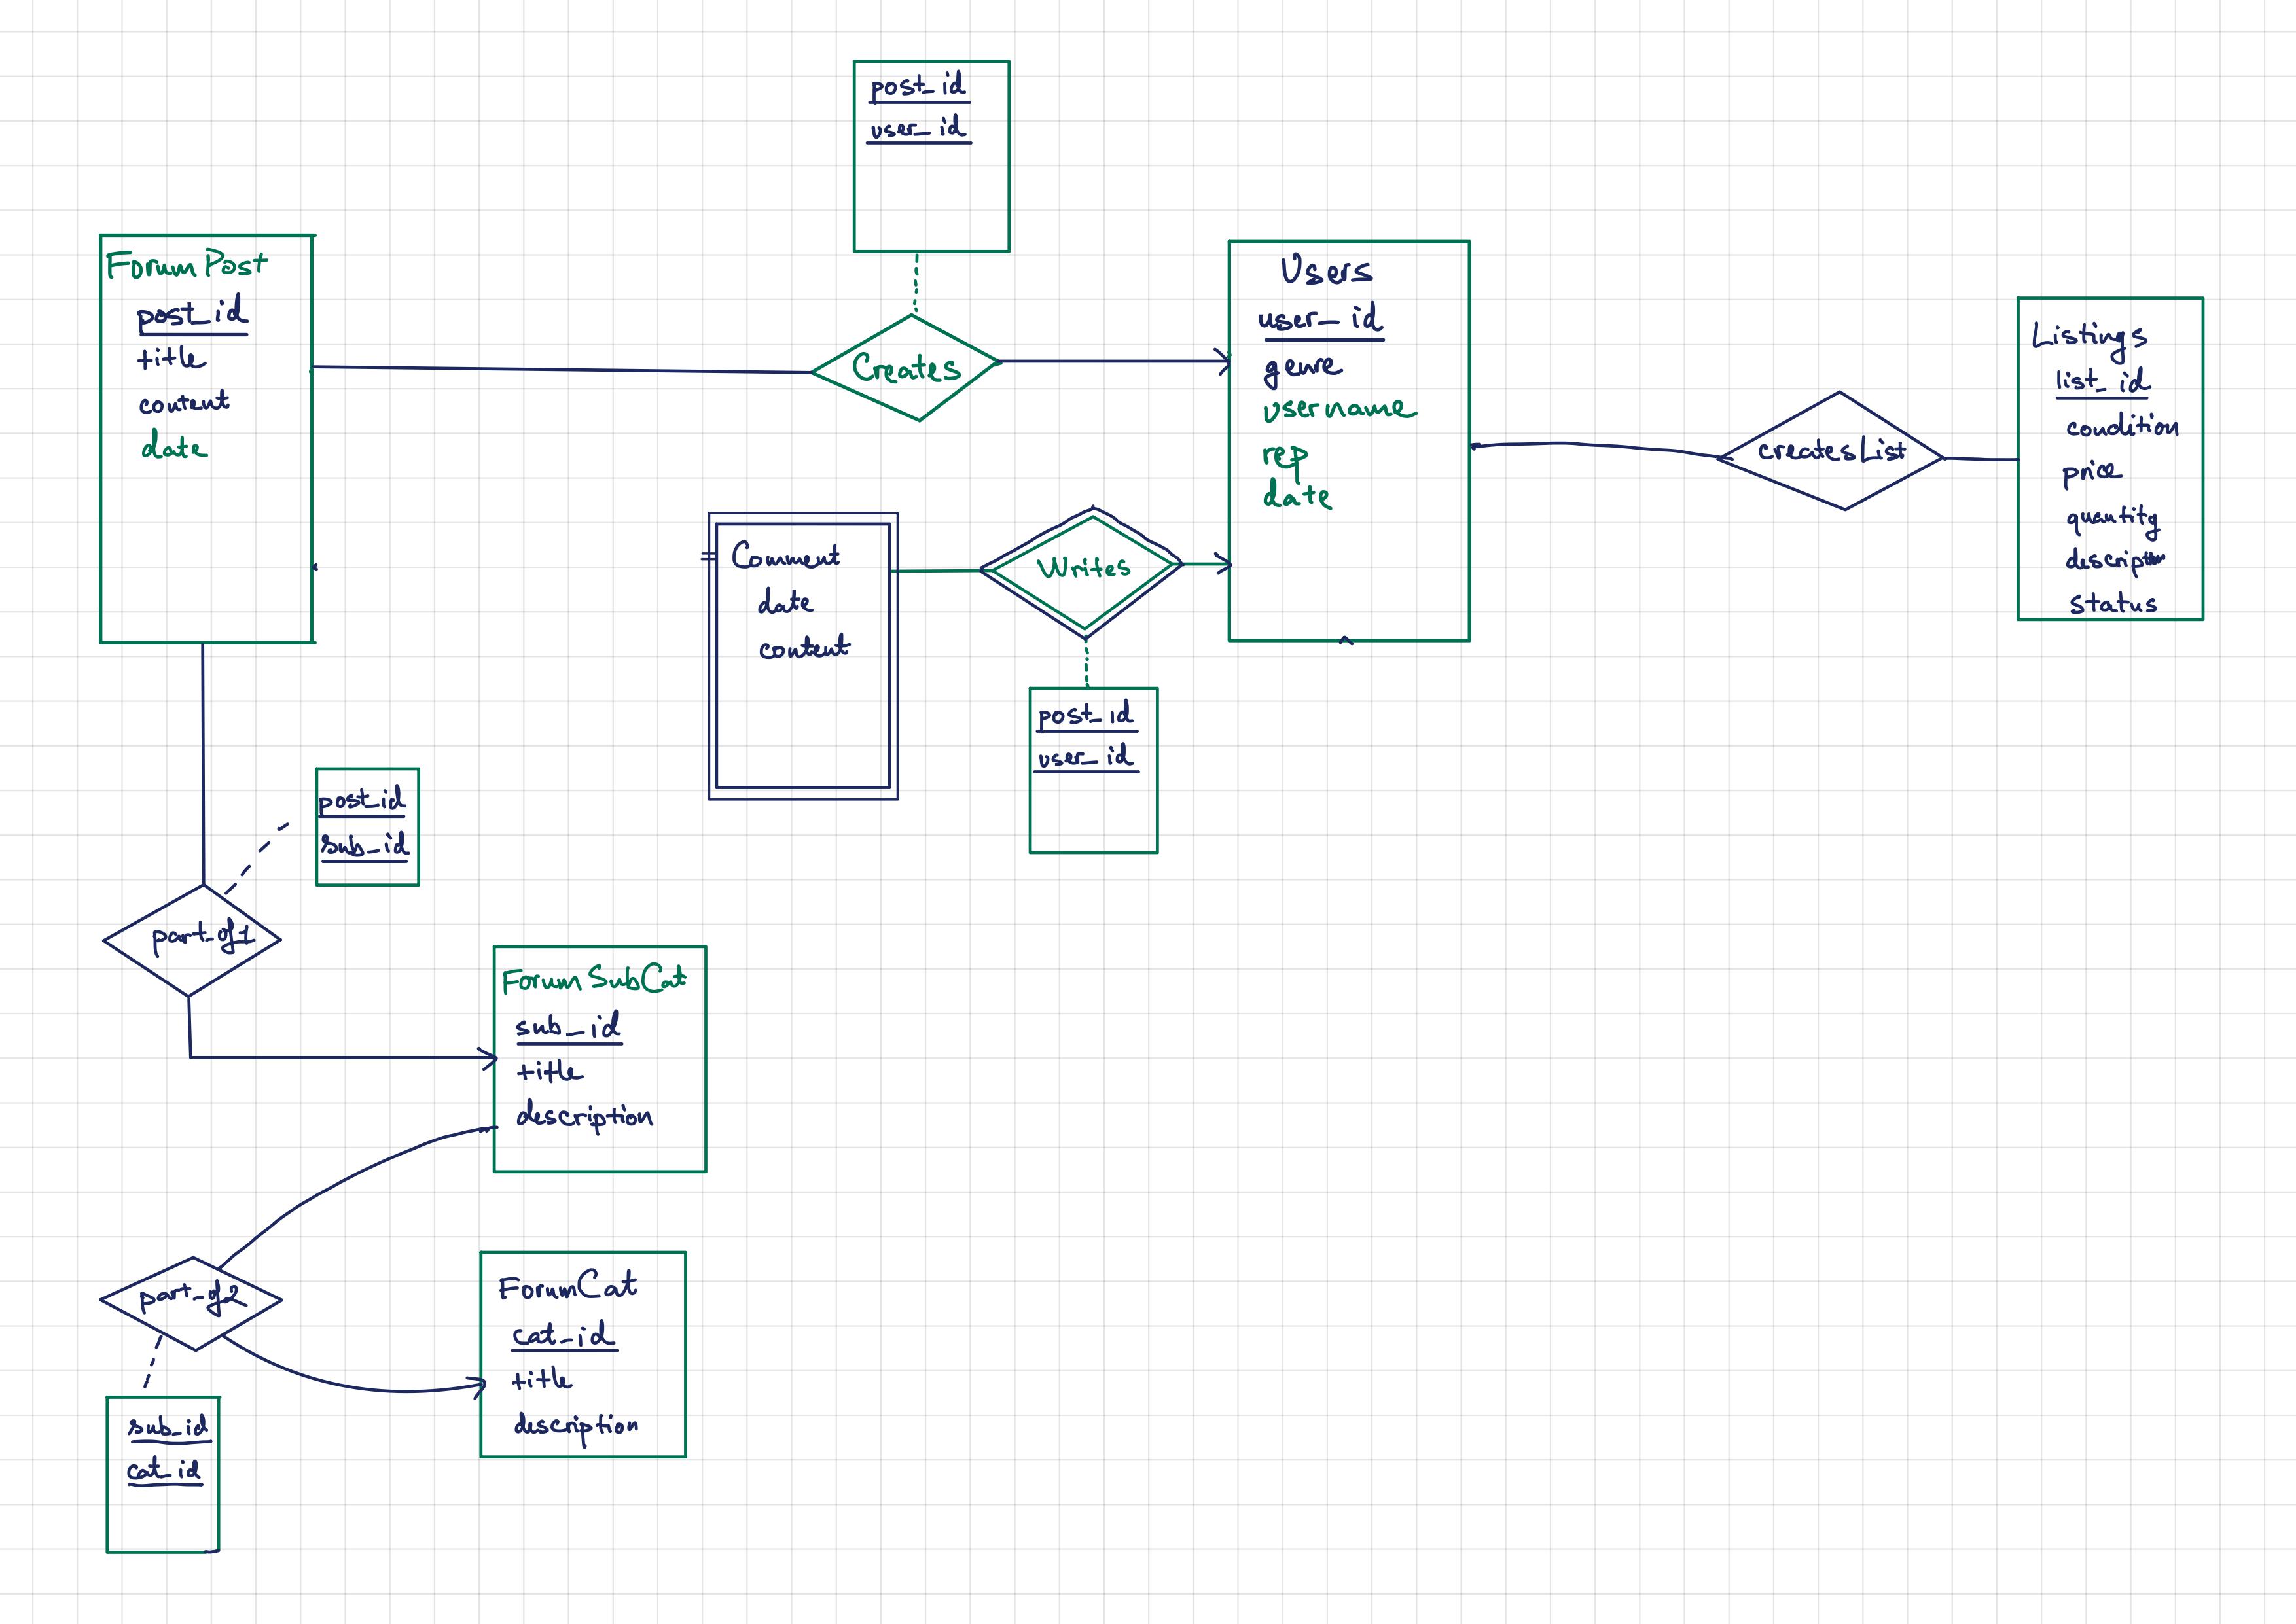 post_id
user_id
Forum Post
post_id
title
content
date
Creates
Users
user_id
genre
username
rep
date
createsList
Listings
list_id
condition
price
quantity
status
Comment
date
content
Writes
post_id
user_id
post_id
sub_id
part_of1
Forum SubCat
sub_id
title
description
part_of2
ForumCat
cat_id
title
description
sub_id
cat_id